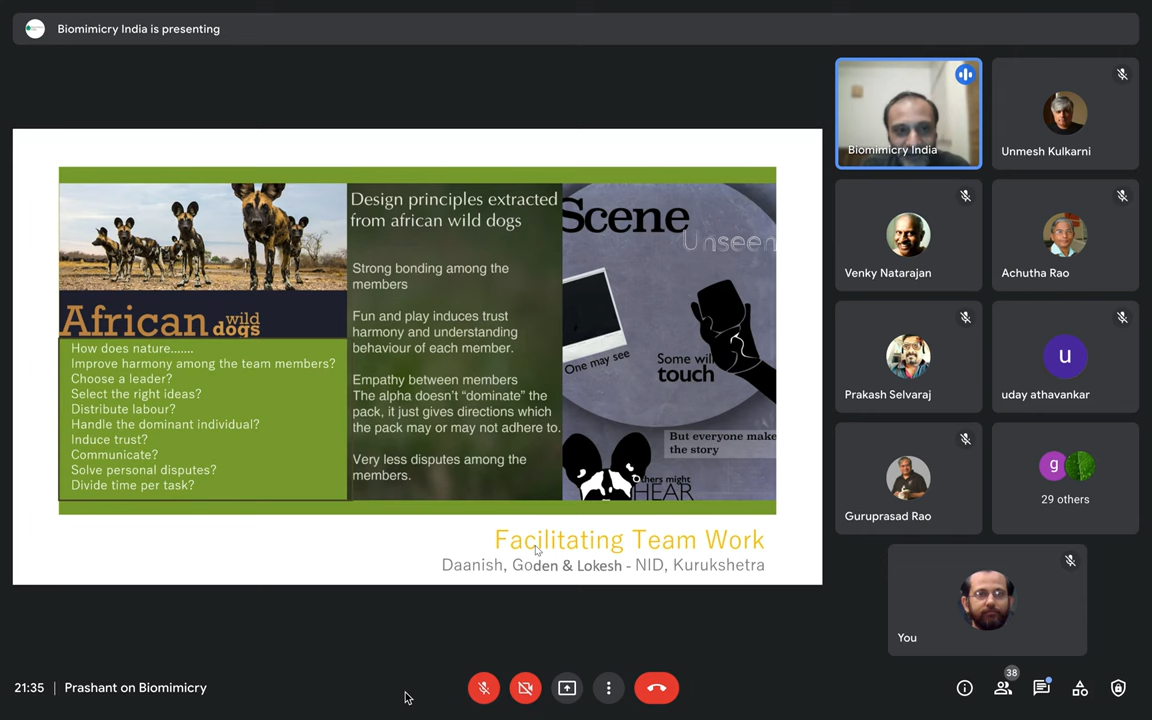 Biomimicry India is presenting
African wild dogs
How does nature.......
Improve harmony among the team members?
Choose a leader?
Select the right ideas?
Distribute labour?
Handle the dominant individual?
Induce trust?
Communicate?
Solve personal disputes?
Divide time per task?
Design principles extracted
from african wild dogs
Strong bonding among the
members
Fun and play induces trust
harmony and understanding
behaviour of each member.
Empathy between members
The alpha doesn't “dominate” the
pack, it just gives directions which
the pack may or may not adhere to.
Very less disputes among the
members.
Scene
Unseen
One may see
Some will
touch
But everyone make
the story
Others might
HEAR
Facilitating Team Work
Daanish, Goden & Lokesh - NID, Kurukshetra
Biomimicry India
Unmesh Kulkarni
Venky Natarajan
Achutha Rao
Prakash Selvaraj
u
uday athavankar
Guruprasad Rao
g
29 others
You
21:35 | Prashant on Biomimicry
38